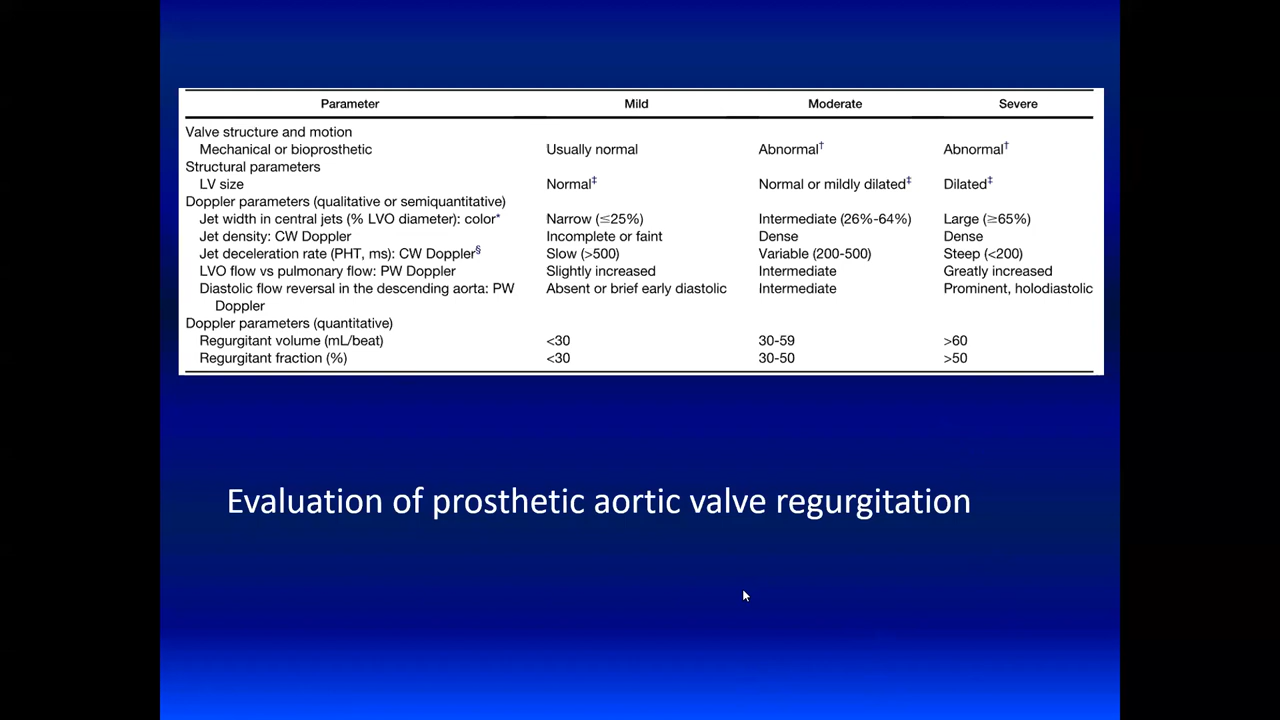 Parameter Mild Moderate Severe
Valve structure and motion
Mechanical or bioprosthetic Usually normal Abnormal† Abnormal†
Structural parameters
LV size Normal‡ Normal or mildly dilated‡ Dilated‡
Doppler parameters (qualitative or semiquantitative)
Jet width in central jets (% LVO diameter): color* Narrow (≤25%) Intermediate (26%-64%) Large (≥65%)
Jet density: CW Doppler Incomplete or faint Dense Dense
Jet deceleration rate (PHT, ms): CW Doppler§ Slow (>500) Variable (200-500) Steep (<200)
LVO flow vs pulmonary flow: PW Doppler Slightly increased Intermediate Greatly increased
Diastolic flow reversal in the descending aorta: PW Absent or brief early diastolic Intermediate Prominent, holodiastolic
Doppler
Doppler parameters (quantitative)
Regurgitant volume (mL/beat) <30 30-59 >60
Regurgitant fraction (%) <30 30-50 >50
Evaluation of prosthetic aortic valve regurgitation